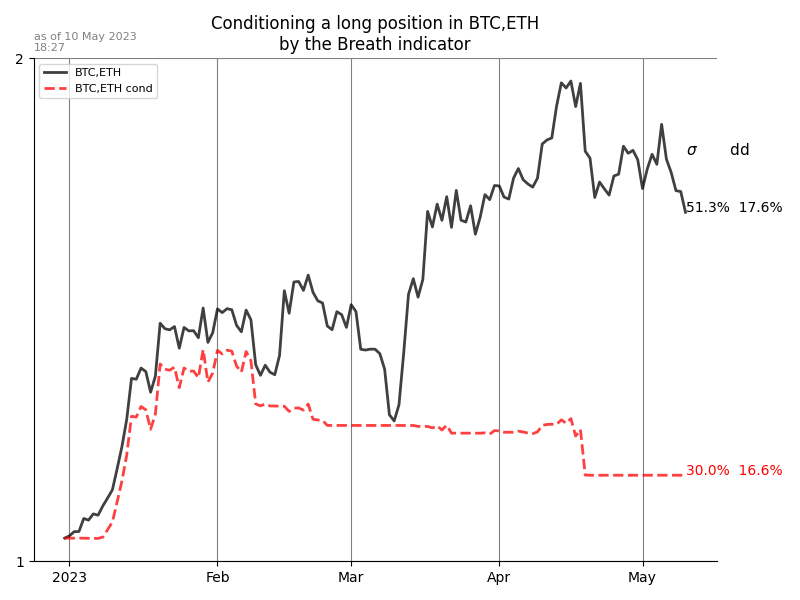 Conditioning a long position in BTC,ETH
by the Breath indicator
as of 10 May 2023
18:27
2
BTC,ETH
BTC,ETH cond
σ dd
51.3% 17.6%
30.0% 16.6%
1
2023 Feb Mar Apr May